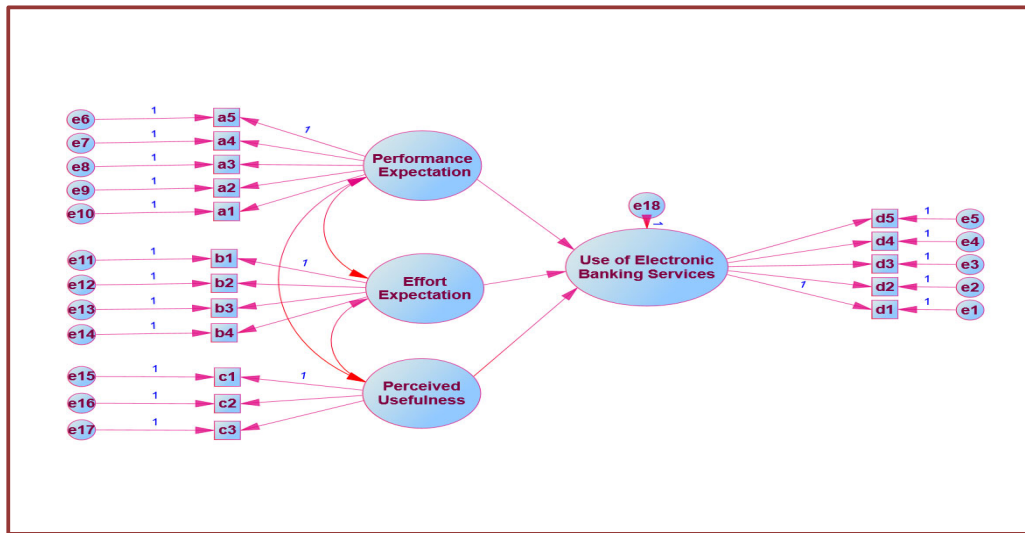 e6 1 a5 1
e7 1 a4
e8 1 a3
e9 1 a2
e10 1 a1
Performance
Expectation
e11 1 b1 1
e12 1 b2
e13 1 b3
e14 1 b4
Effort
Expectation
e15 1 c1 1
e16 1 c2
e17 1 c3
Perceived
Usefulness
e18
1
Use of Electronic
Banking Services
d5 1 e5
d4 1 e4
d3 1 e3
d2 1 e2
1 d1 1 e1